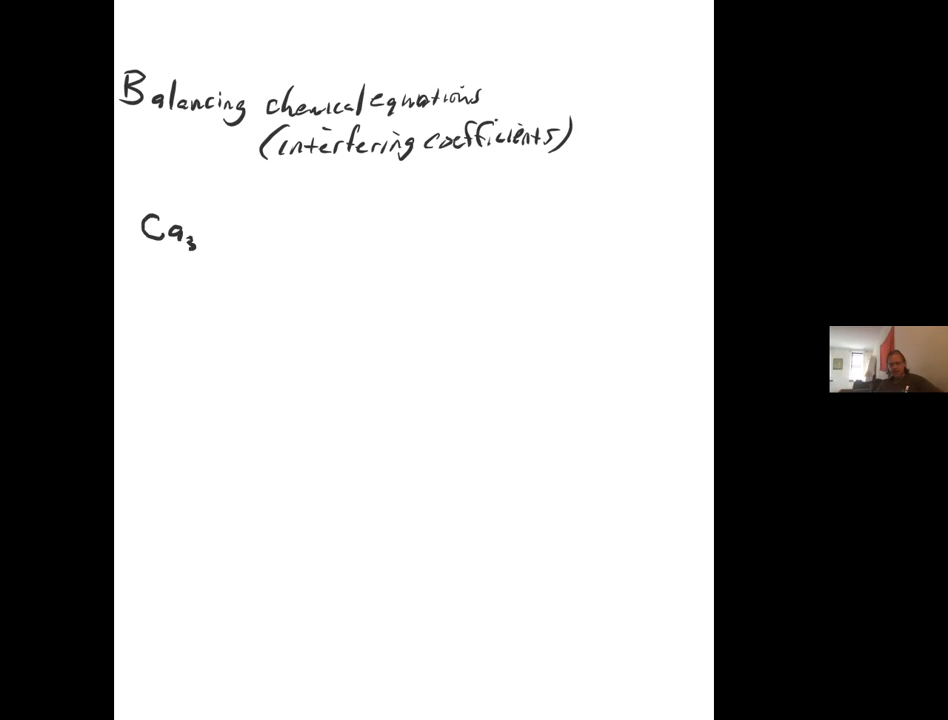 Balancing chemical equations
(interfering coefficients)
Ca₃